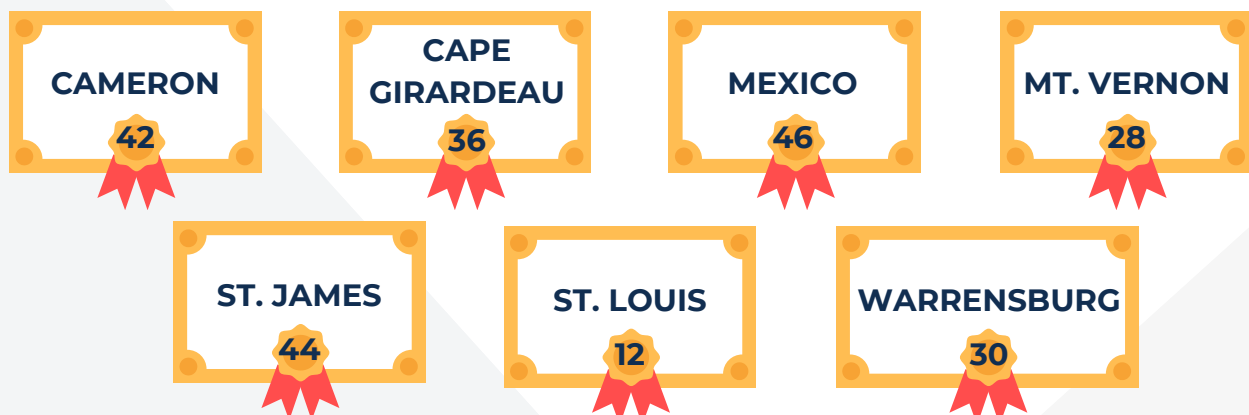 CAMERON
42
CAPE
GIRARDEAU
36
MEXICO
46
MT. VERNON
28
ST. JAMES
44
ST. LOUIS
12
WARRENSBURG
30